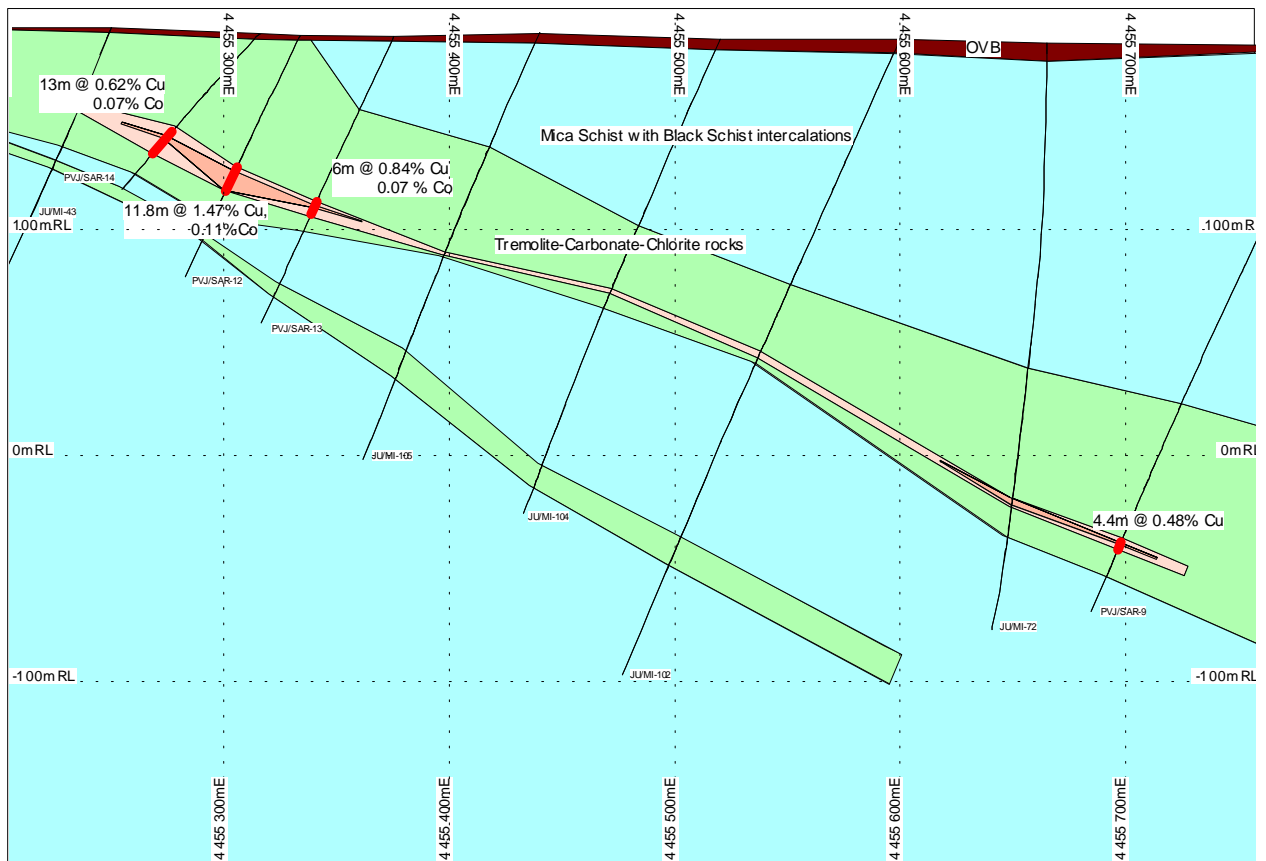 4 455 300mE
4 455 400mE
4 455 500mE
4 455 600mE
4 455 700mE
OVB
13m @ 0.62% Cu
0.07% Co
Mica Schist with Black Schist intercalations
6m @ 0.84% Cu
0.07 % Co
PVJ/SAR-14
JU/MI-43
11.8m @ 1.47% Cu,
0.11%Co
100mRL
100mR
Tremolite-Carbonate-Chlorite rocks
PVJ/SAR-12
PVJ/SAR-13
0mRL
0mRL
JU/MI-165
JU/MI-104
4.4m @ 0.48% Cu
PVJ/SAR-9
JU/MI-72
-100mRL
JU/MI-102
-100mRL
4 455 300mE
4 455 400mE
4 455 500mE
4 455 600mE
4 455 700mE